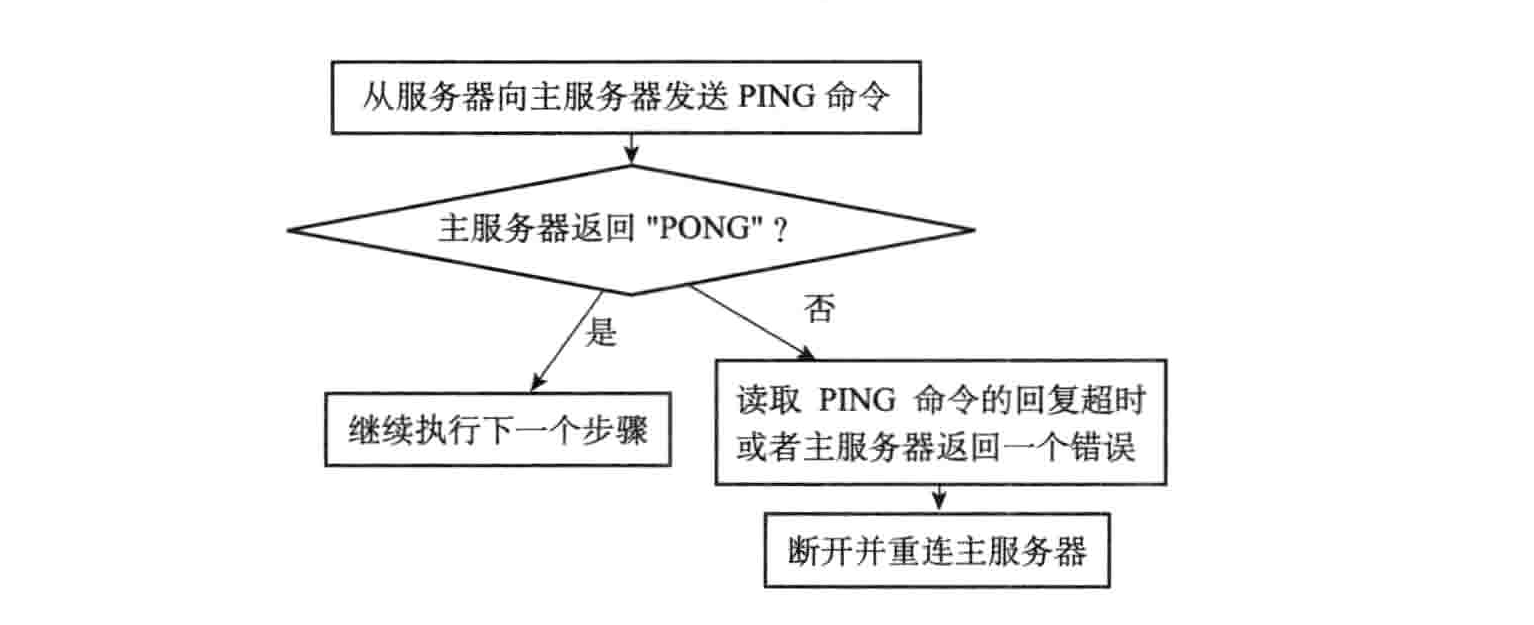 从服务器向主服务器发送 PING 命令
主服务器返回 "PONG"？
是
否
继续执行下一个步骤
读取 PING 命令的回复超时
或者主服务器返回一个错误
断开并重连主服务器